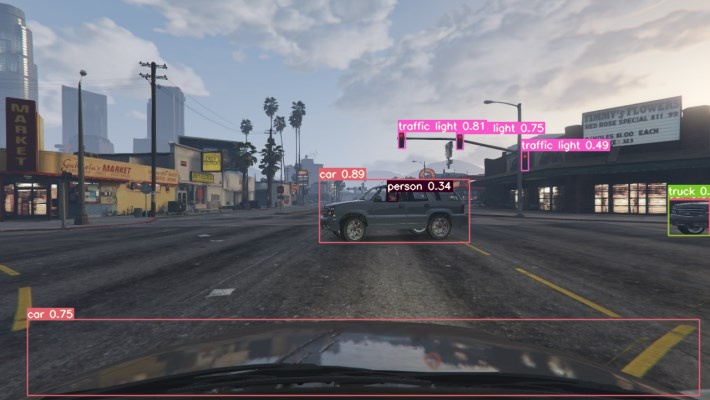 MARKET
MARKET
TIMMY'S FLOWERS
RED ROSE SPECIAL $11.99
EACH
traffic light 0.81
light 0.75
traffic light 0.49
car 0.89
person 0.34
truck 0.
car 0.75